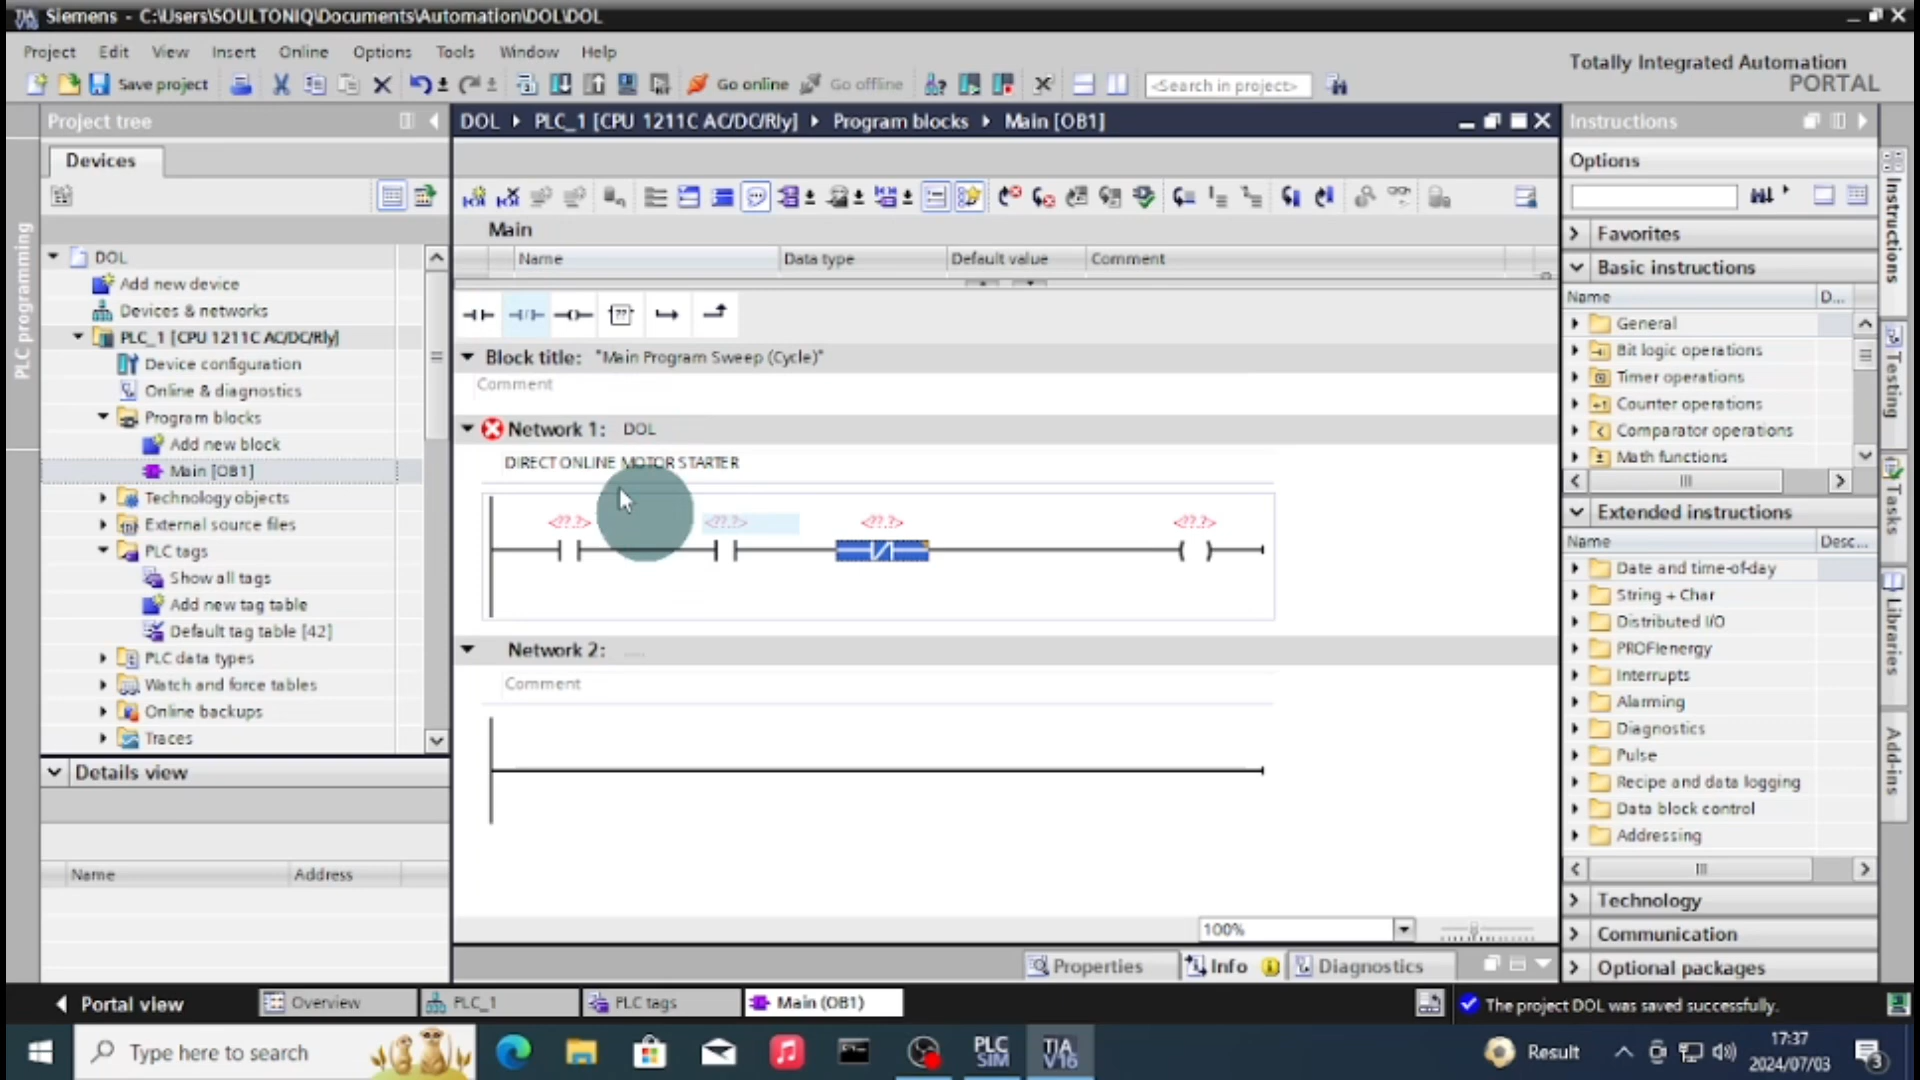 Siemens - C:\Users\SOULTONIQ\Documents\Automation\DOL\DOL
Project Edit View Insert Online Options Tools Window Help
Totally Integrated Automation
PORTAL
Save project Go online Go offline <Search in project>
Project tree
DOL PLC_1 [CPU 1211C AC/DC/Rly] Program blocks Main [OB1]
Instructions
Devices
Options
PLC programming
Main
Name Data type Default value Comment
DOL
Add new device
Devices & networks
PLC_1 [CPU 1211C AC/DC/Rly]
Device configuration
Online & diagnostics
Program blocks
Add new block
Main [OB1]
Technology objects
External source files
PLC tags
Show all tags
Add new tag table
Default tag table [42]
PLC data types
Watch and force tables
Online backups
Traces
Details view
Name Address
Block title: "Main Program Sweep (Cycle)"
Comment
Network 1: DOL
DIRECT ONLINE MOTOR STARTER
<??.?> <??.?> <??.?> <??.?>
Network 2: .....
Comment
100%
Properties Info Diagnostics
Favorites
Basic instructions
Name D...
General
Bit logic operations
Timer operations
Counter operations
Comparator operations
Math functions
Extended instructions
Name Desc...
Date and time-of-day
String + Char
Distributed I/O
PROFIenergy
Interrupts
Alarming
Diagnostics
Pulse
Recipe and data logging
Data block control
Addressing
Technology
Communication
Optional packages
Instructions
Testing
Tasks
Libraries
Add-ins
Portal view Overview PLC_1 PLC tags Main (OB1) The project DOL was saved successfully.
Type here to search
PLC
SIM
TIA
V16
Result
17:37
2024/07/03
3